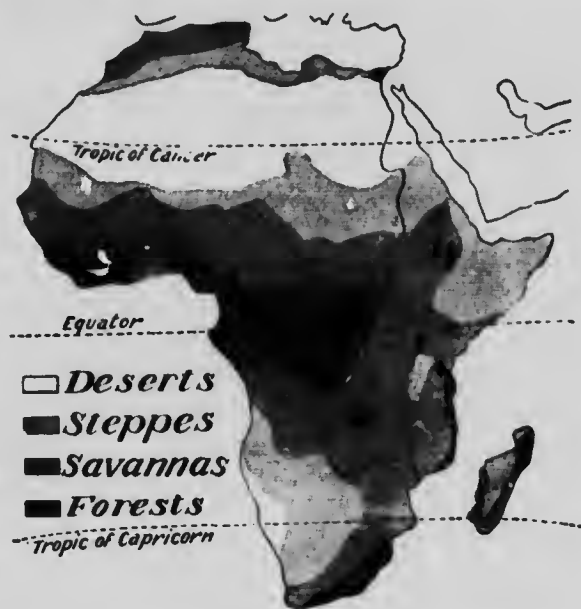 Tropic of Cancer
Equator
Deserts
Steppes
Savannas
Forests
Tropic of Capricorn